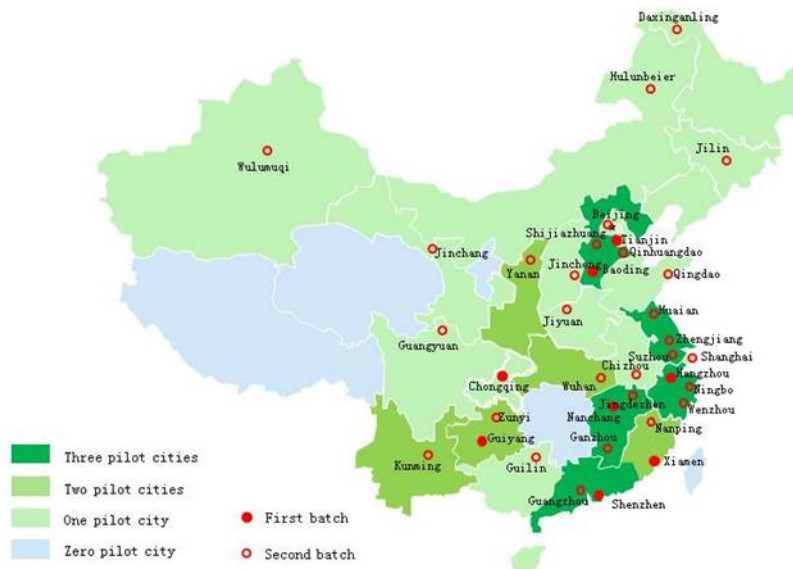 Daxinganling
Hulunbeier
Jilin
Wulumuqi
Beijing
Shijiazhuang
Tianjin
Qinhuangdao
Jinchang
Yanan
Jincheng
Baoding
Qingdao
Jiyuan
Huaian
Guangyuan
Zhengjiang
Suzhou
Shanghai
Chizhou
Chongqing
Wuhan
Hangzhou
Ningbo
Jingdezhen
Wenzhou
Nanchang
Zunyi
Nanping
Guiyang
Ganzhou
Kunming
Guilin
Xiamen
Guangzhou
Shenzhen
Three pilot cities
Two pilot cities
One pilot city
Zero pilot city
First batch
Second batch